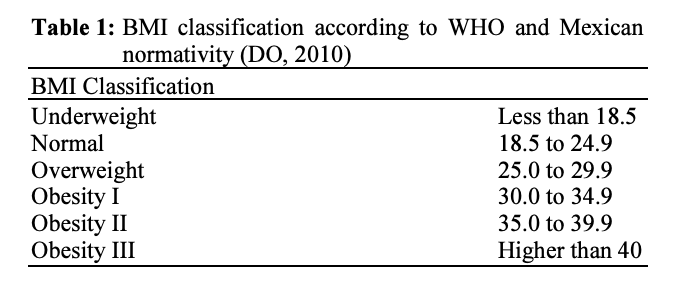 Table 1: BMI classification according to WHO and Mexican
normativity (DO, 2010)
BMI Classification
Underweight Less than 18.5
Normal 18.5 to 24.9
Overweight 25.0 to 29.9
Obesity I 30.0 to 34.9
Obesity II 35.0 to 39.9
Obesity III Higher than 40